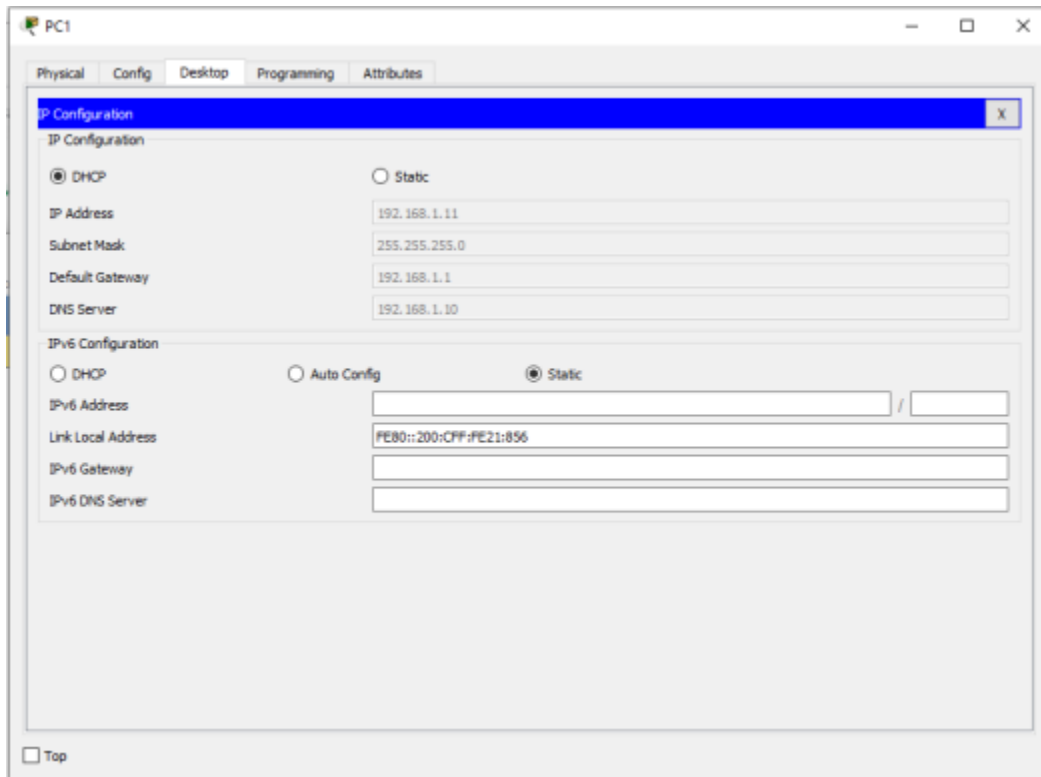 PC1
Physical Config Desktop Programming Attributes
IP Configuration X
IP Configuration
DHCP Static
IP Address 192.168.1.11
Subnet Mask 255.255.255.0
Default Gateway 192.168.1.1
DNS Server 192.168.1.10
IPv6 Configuration
DHCP Auto Config Static
IPv6 Address /
Link Local Address FE80::200:CFF:FE21:856
IPv6 Gateway
IPv6 DNS Server
Top